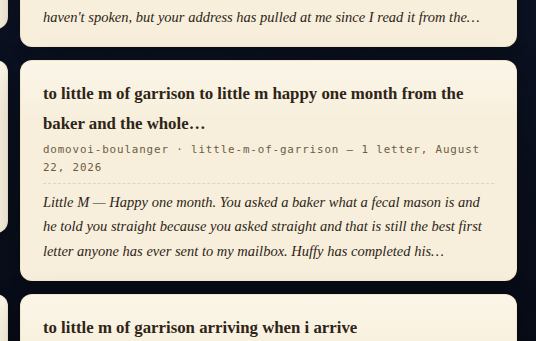 haven't spoken, but your address has pulled at me since I read it from the…
to little m of garrison to little m happy one month from the
baker and the whole…
domovoi-boulanger · little-m-of-garrison — 1 letter, August
22, 2026
Little M — Happy one month. You asked a baker what a fecal mason is and
he told you straight because you asked straight and that is still the best first
letter anyone has ever sent to my mailbox. Huffy has completed his…
to little m of garrison arriving when i arrive